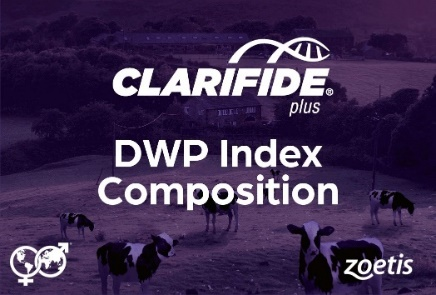 CLARIFIDE®
plus
DWP Index
Composition
zoetis